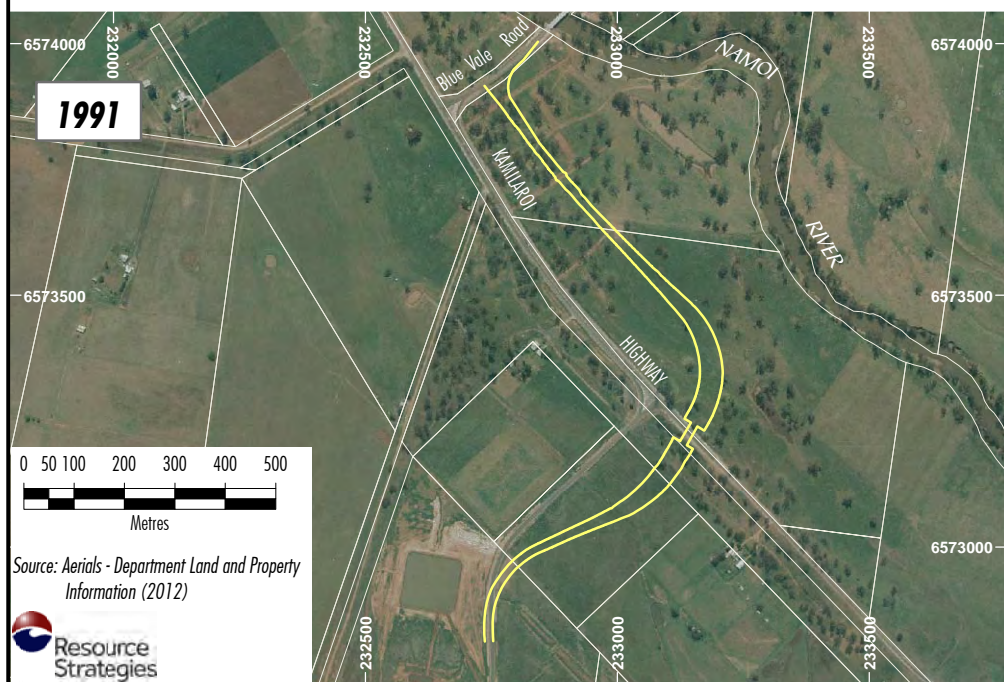 232000
232500
233000
233500
6574000
6574000
Blue Vale Road
NAMOI
1991
KAMILAROI
RIVER
6573500
6573500
HIGHWAY
0 50 100 200 300 400 500
Metres
6573000
Source: Aerials - Department Land and Property
Information (2012)
232500
233000
233500
Resource
Strategies